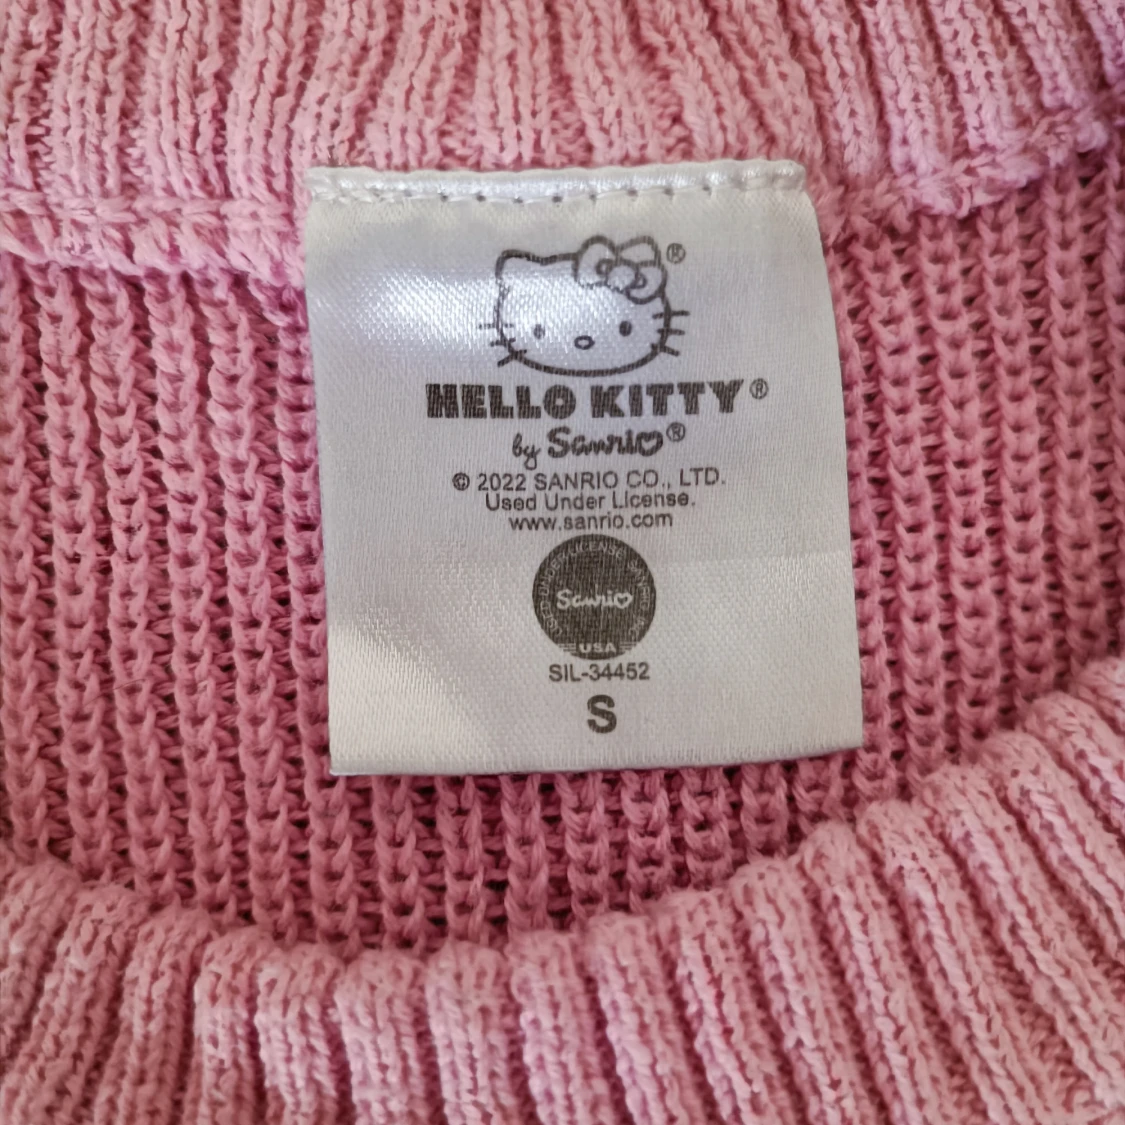 ®
HELLO KITTY®
by Sanrio®
© 2022 SANRIO CO., LTD.
Used Under License.
www.sanrio.com
Sanrio
USA
SIL-34452
S